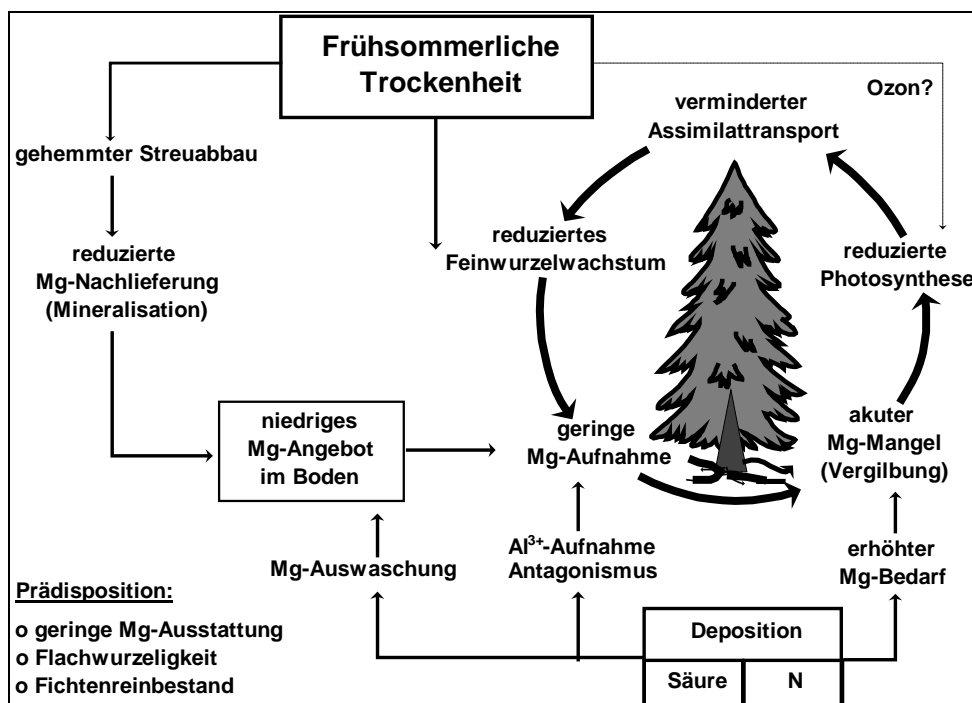 Frühsommerliche
Trockenheit
Ozon?
verminderter
Assimilattransport
gehemmter Streuabbau
reduziertes
Feinwurzelwachstum
reduzierte
Photosynthese
reduzierte
Mg-Nachlieferung
(Mineralisation)
niedriges
Mg-Angebot
im Boden
geringe
Mg-Aufnahme
akuter
Mg-Mangel
(Vergilbung)
Mg-Auswaschung
Al³⁺-Aufnahme
Antagonismus
erhöhter
Mg-Bedarf
Prädisposition:
o geringe Mg-Ausstattung
o Flachwurzeligkeit
o Fichtenreinbestand
Deposition
Säure N